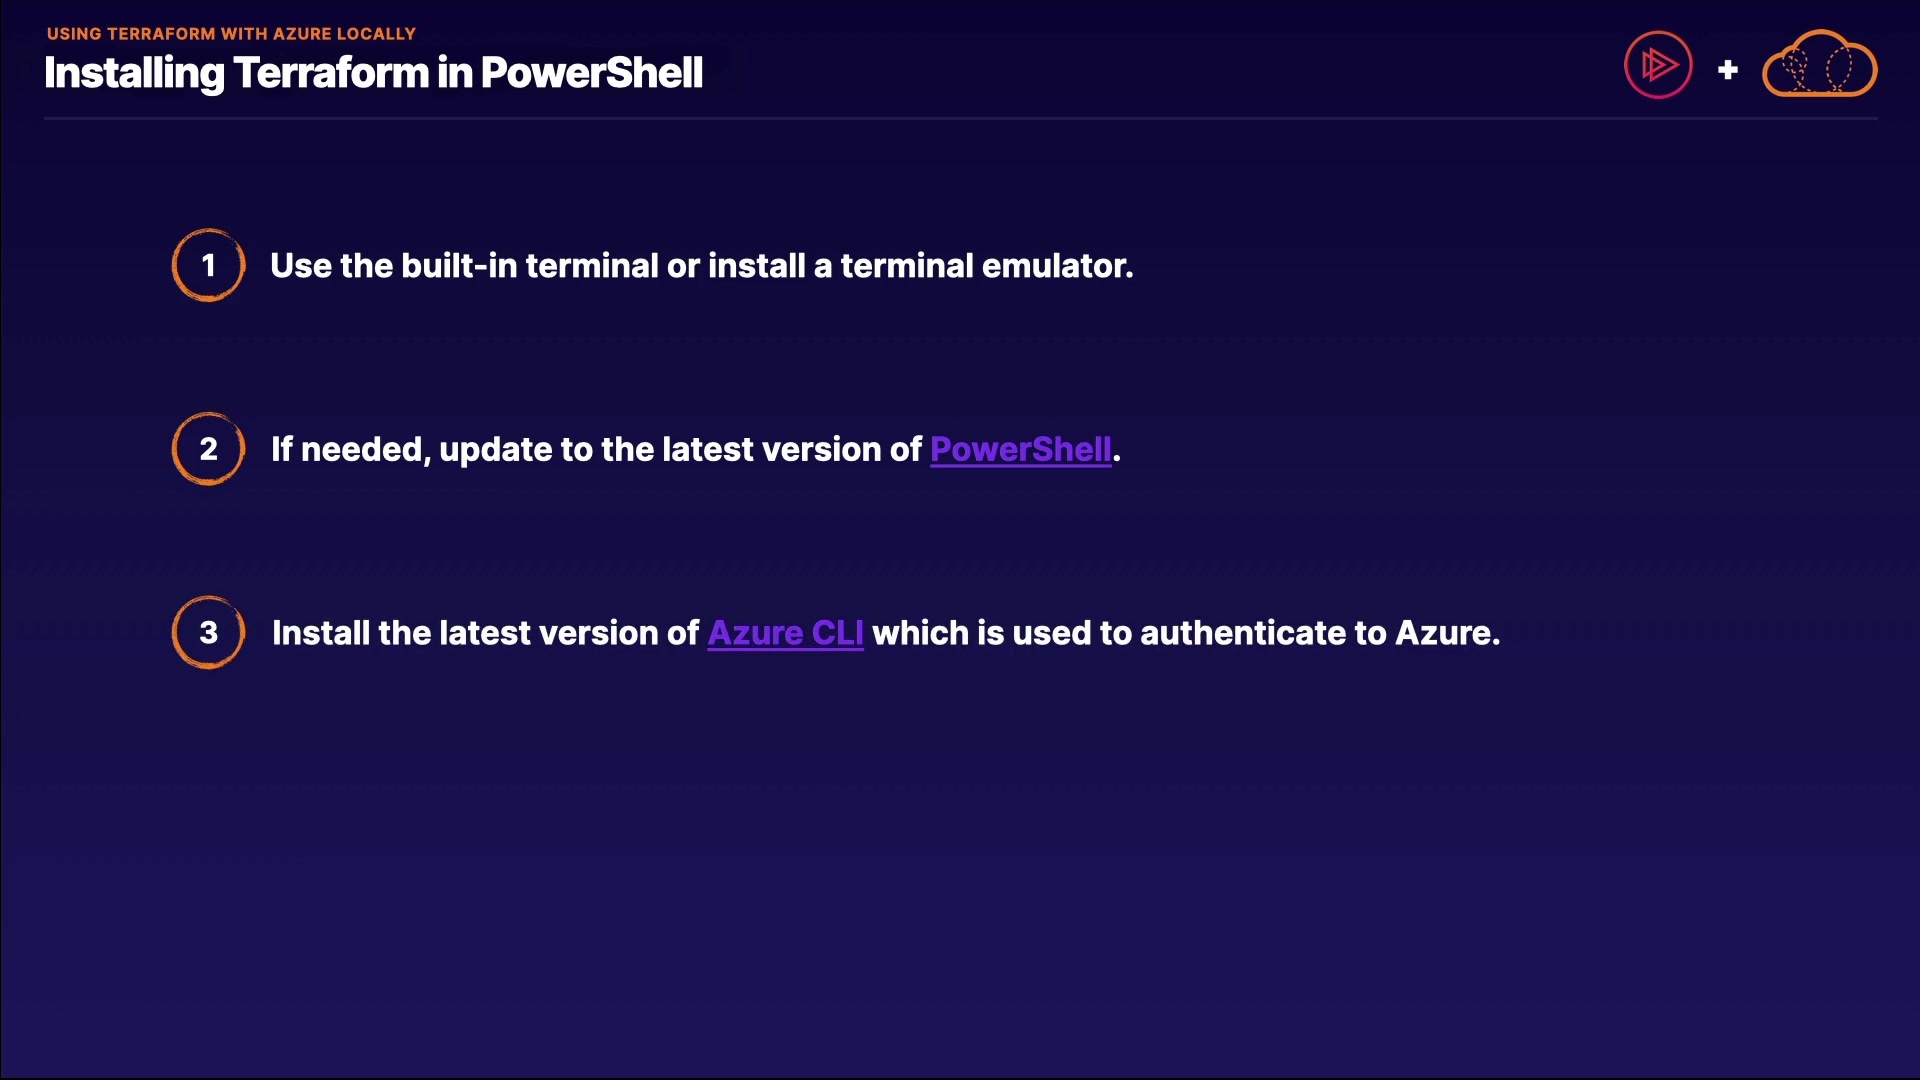 USING TERRAFORM WITH AZURE LOCALLY
Installing Terraform in PowerShell
1 Use the built-in terminal or install a terminal emulator.
2 If needed, update to the latest version of PowerShell.
3 Install the latest version of Azure CLI which is used to authenticate to Azure.